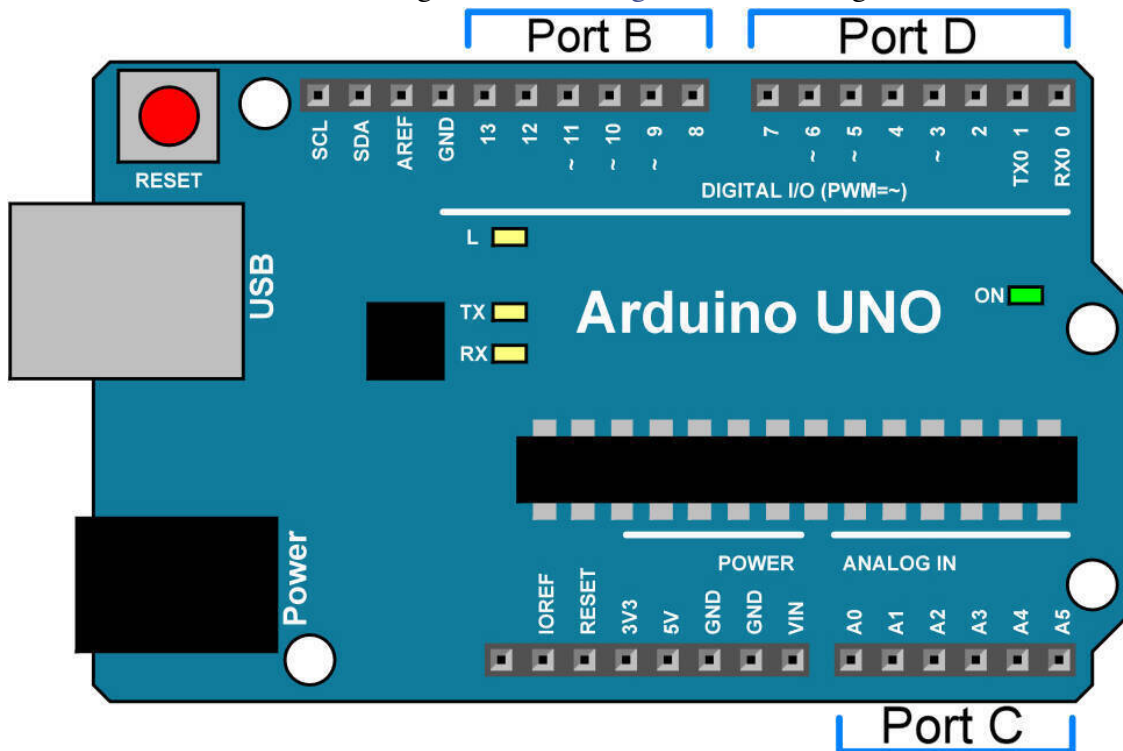 Port B Port D
SCL SDA AREF GND 13 12 ~ 11 ~ 10 ~ 9 8 7 ~ 6 ~ 5 4 ~ 3 2 TX0 1 RX0 0
RESET
DIGITAL I/O (PWM=~)
L
USB
TX
RX
Arduino UNO
ON
Power
POWER ANALOG IN
IOREF RESET 3V3 5V GND GND VIN A0 A1 A2 A3 A4 A5
Port C